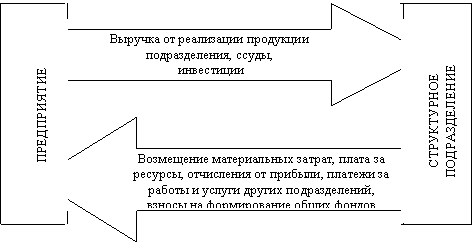 ПРЕДПРИЯТИЕ
Выручка от реализации продукции
подразделения, ссуды,
инвестиции
Возмещение материальных затрат, плата за
ресурсы, отчисления от прибыли, платежи за
работы и услуги других подразделений,
взносы на формирование общих фондов
СТРУКТУРНОЕ
ПОДРАЗДЕЛЕНИЕ